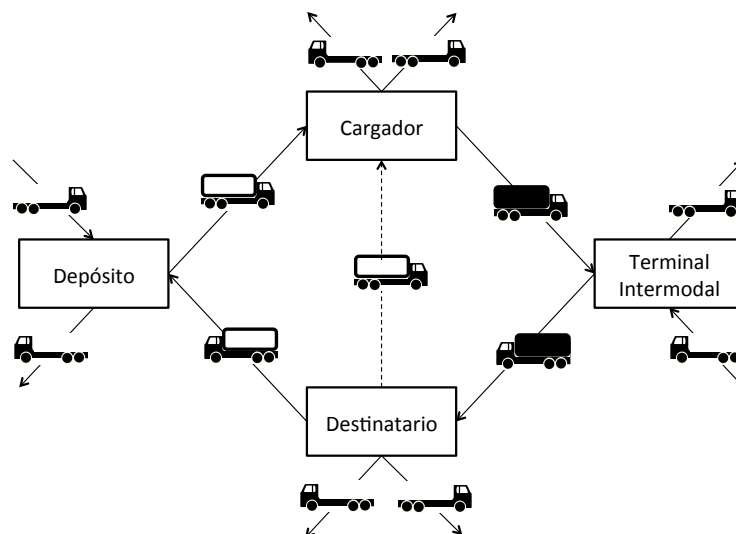 Cargador
Depósito
Terminal
Intermodal
Destinatario